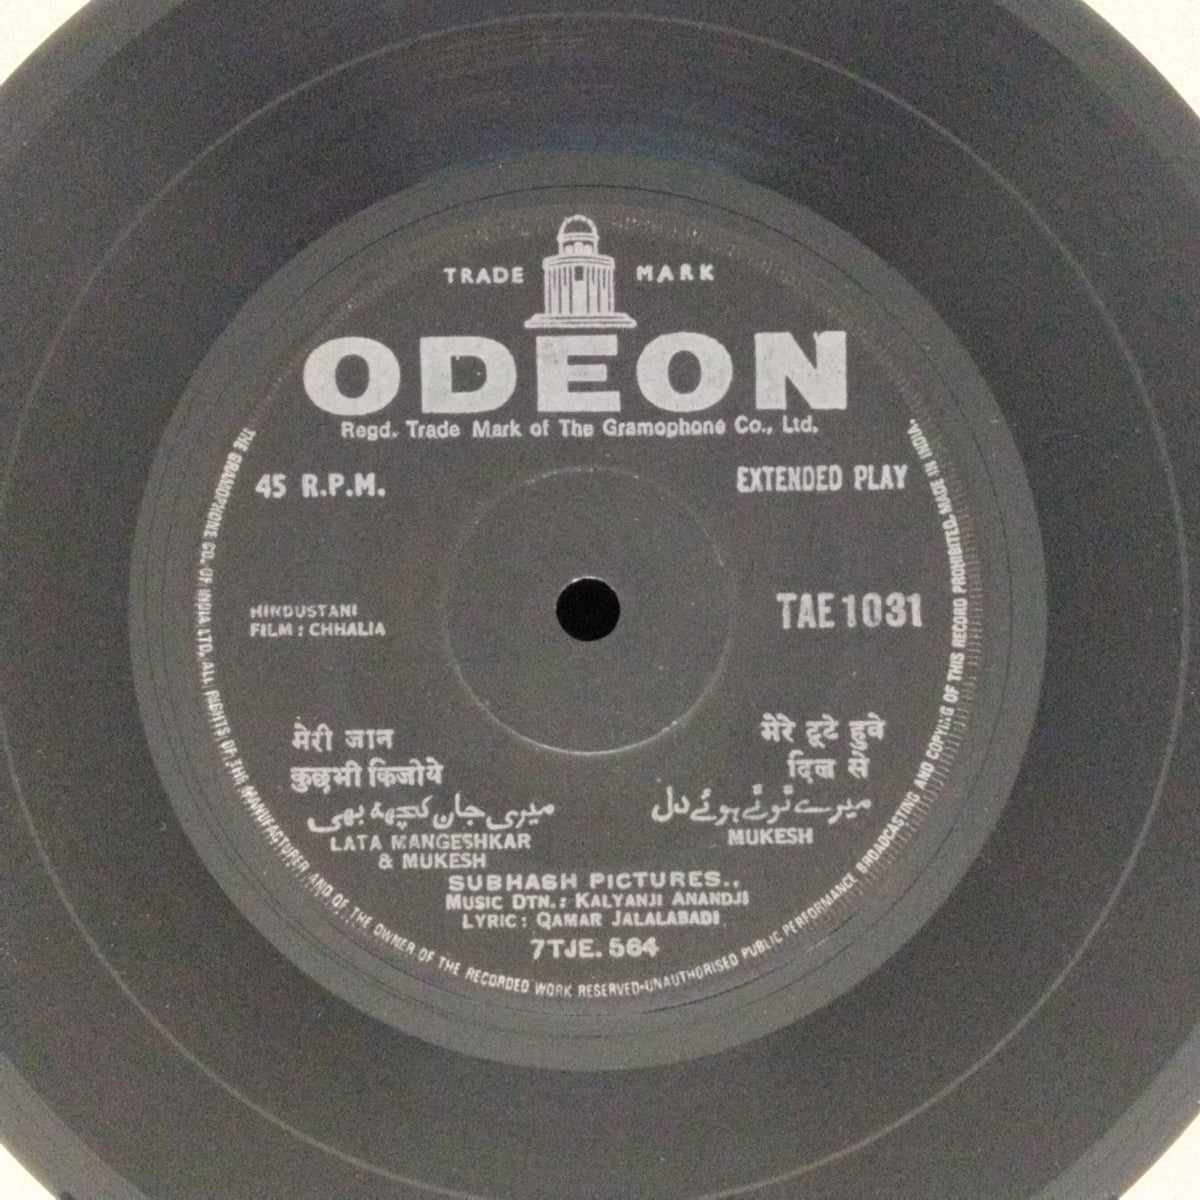 TRADE MARK
ODEON
Regd. Trade Mark of The Gramophone Co., Ltd.
45 R.P.M.
EXTENDED PLAY
HINDUSTANI
FILM : CHHALIA
TAE 1031
मेरी जान
कुछभी किजीये
میری جان کچھ بھی
LATA MANGESHKAR
& MUKESH
मेरे टूटे हुवे
दिल से
میرے ٹوٹے ہوئے دل
MUKESH
SUBHASH PICTURES..
MUSIC DTN.: KALYANJI ANANDJI
LYRIC: QAMAR JALALABADI
7TJE. 564
THE GRAMOPHONE CO. OF INDIA LTD. ALL RIGHTS OF THE MANUFACTURER AND OF THE OWNER OF THE RECORDED WORK RESERVED-UNAUTHORISED PUBLIC PERFORMANCE BROADCASTING AND COPYING OF THIS RECORD PROHIBITED-MADE IN INDIA.